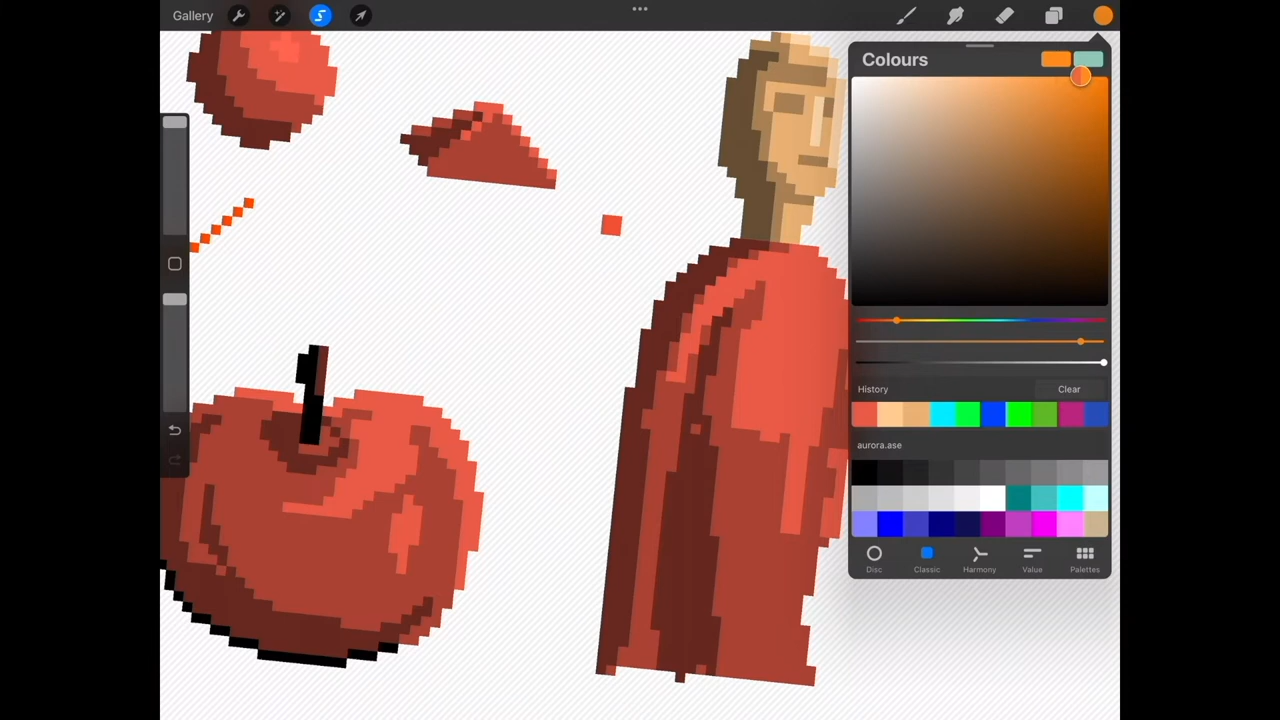 Gallery
Colours
History
Clear
aurora.ase
Disc
Classic
Harmony
Value
Palettes